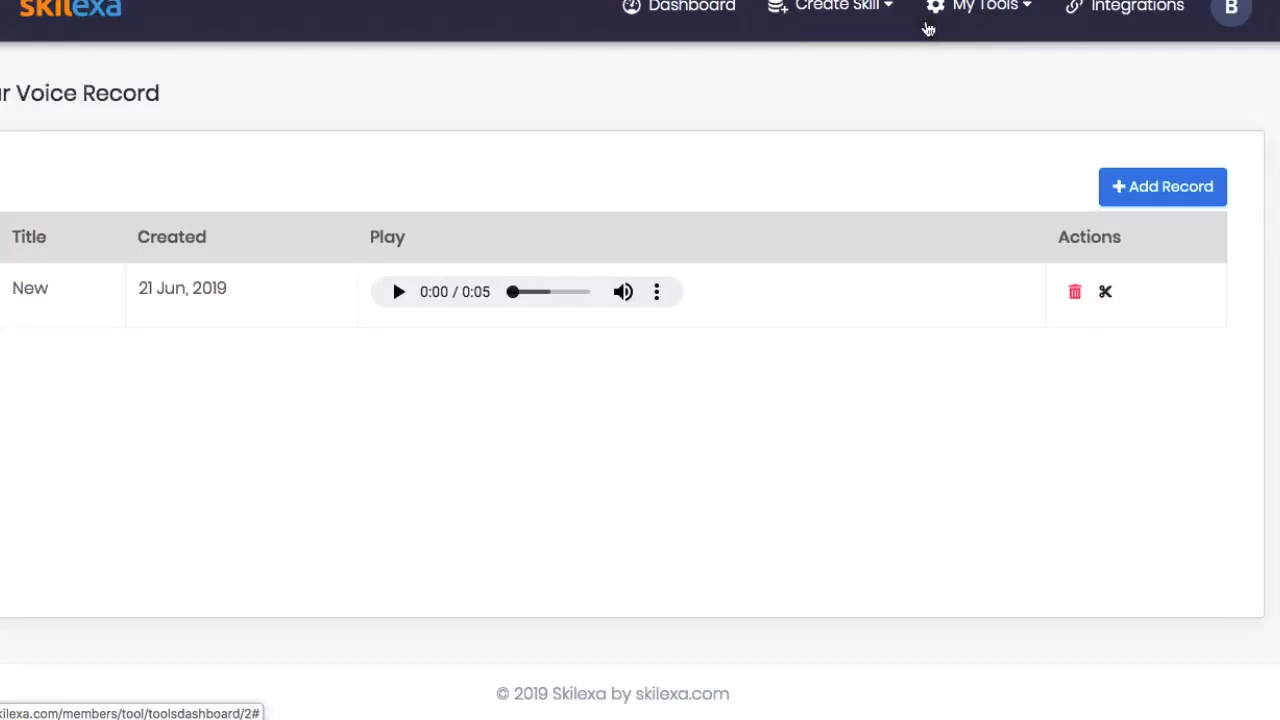 skilexa
Dashboard
Create Skill
My Tools
Integrations
B
r Voice Record
+ Add Record
Title
Created
Play
Actions
New
21 Jun, 2019
0:00 / 0:05
© 2019 Skilexa by skilexa.com
kilexa.com/members/tool/toolsdashboard/2#